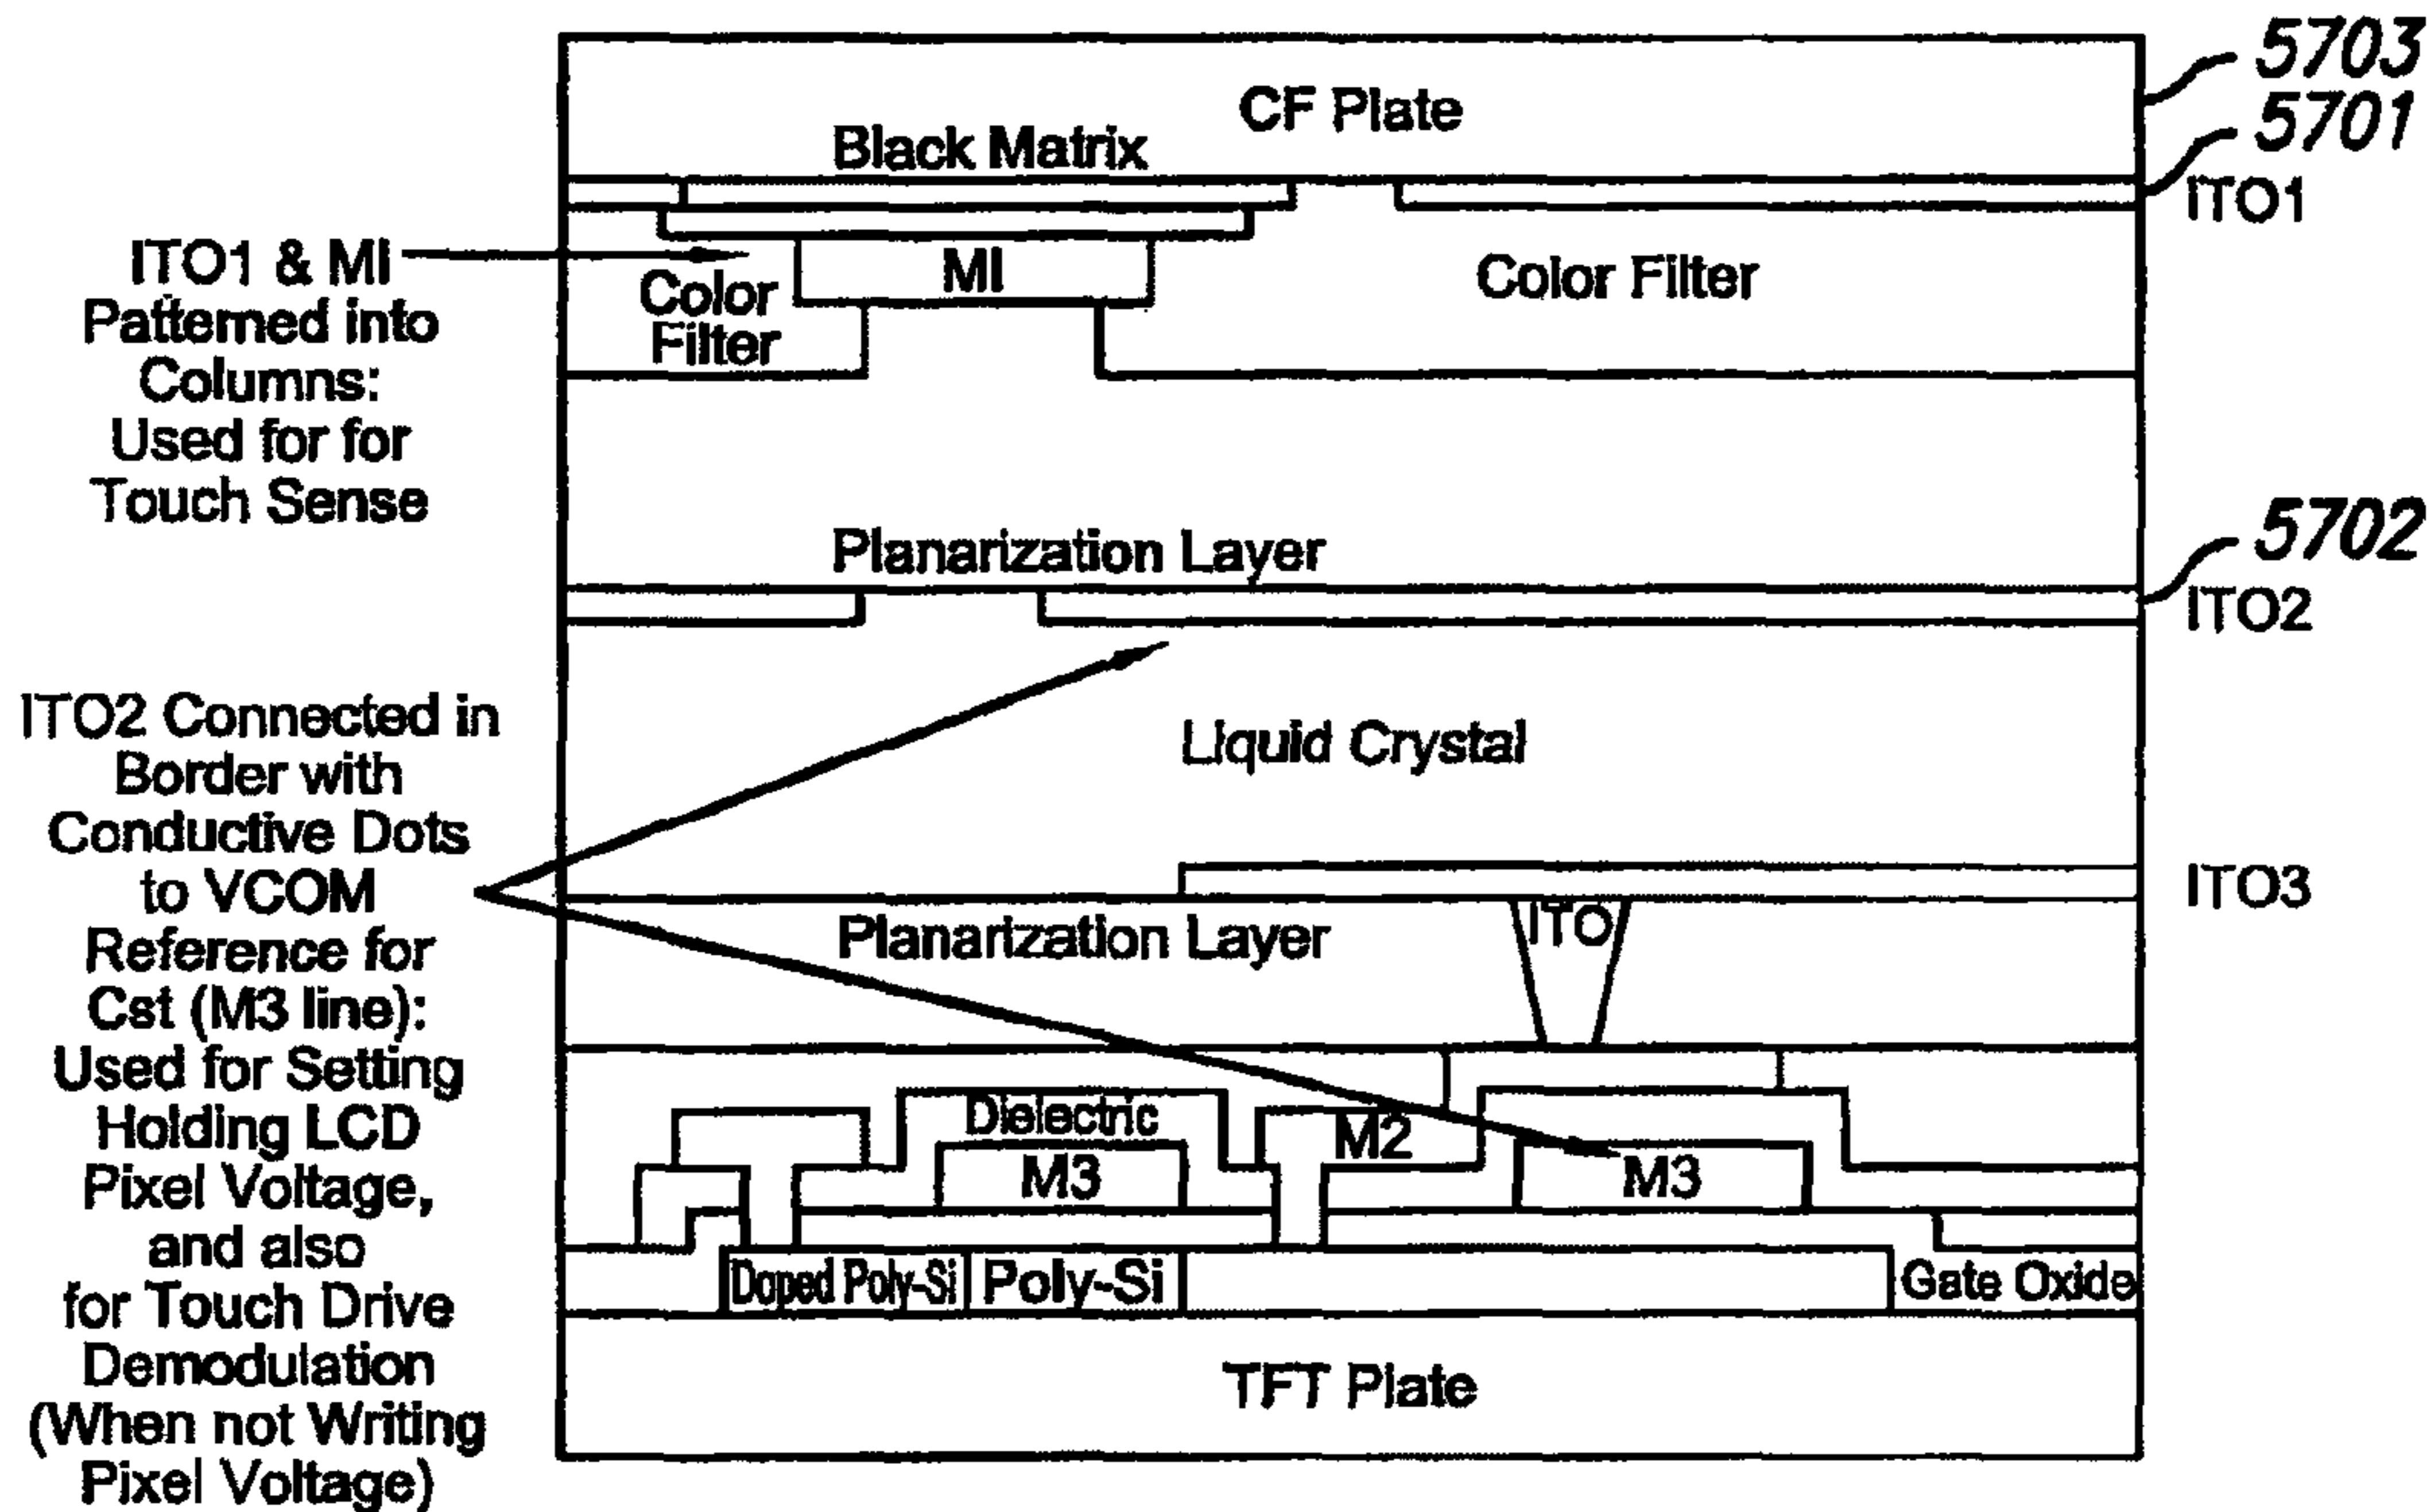 5703
CF Plate
5701
Black Matrix
ITO1
ITO1 & MI
Patterned into
Columns:
Used for for
Touch Sense
MI
Color
Filter
Color Filter
5702
Planarization Layer
ITO2
ITO2 Connected in
Border with
Conductive Dots
to VCOM
Reference for
Cst (M3 line):
Used for Setting
Holding LCD
Pixel Voltage,
and also
for Touch Drive
Demodulation
(When not Writing
Pixel Voltage)
Liquid Crystal
ITO3
ITO
Planarization Layer
Dielectric
M2
M3
M3
Doped Poly-Si
Poly-Si
Gate Oxide
TFT Plate